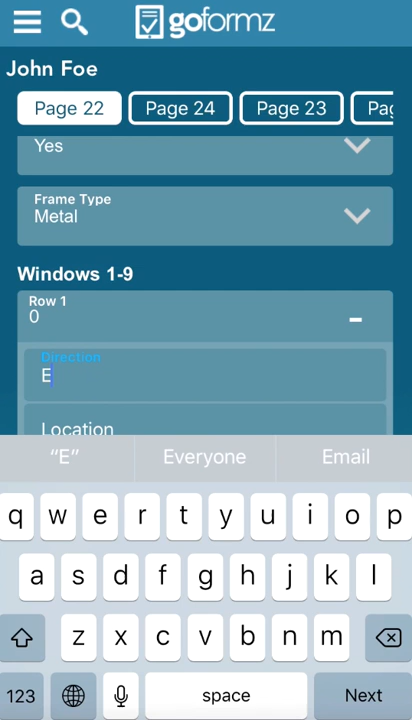 goformz
John Foe
Page 22 Page 24 Page 23 Pag
Yes
Frame Type
Metal
Windows 1-9
Row 1
0
Direction
E
Location
“E” Everyone Email
q w e r t y u i o p
a s d f g h j k l
z x c v b n m
123 space Next